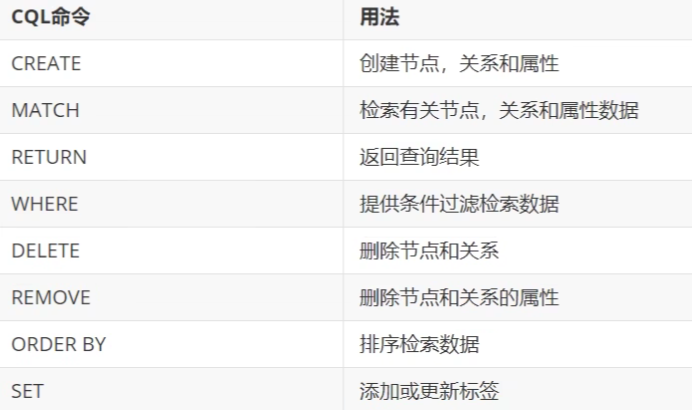 CQL命令 用法
CREATE 创建节点，关系和属性
MATCH 检索有关节点，关系和属性数据
RETURN 返回查询结果
WHERE 提供条件过滤检索数据
DELETE 删除节点和关系
REMOVE 删除节点和关系的属性
ORDER BY 排序检索数据
SET 添加或更新标签